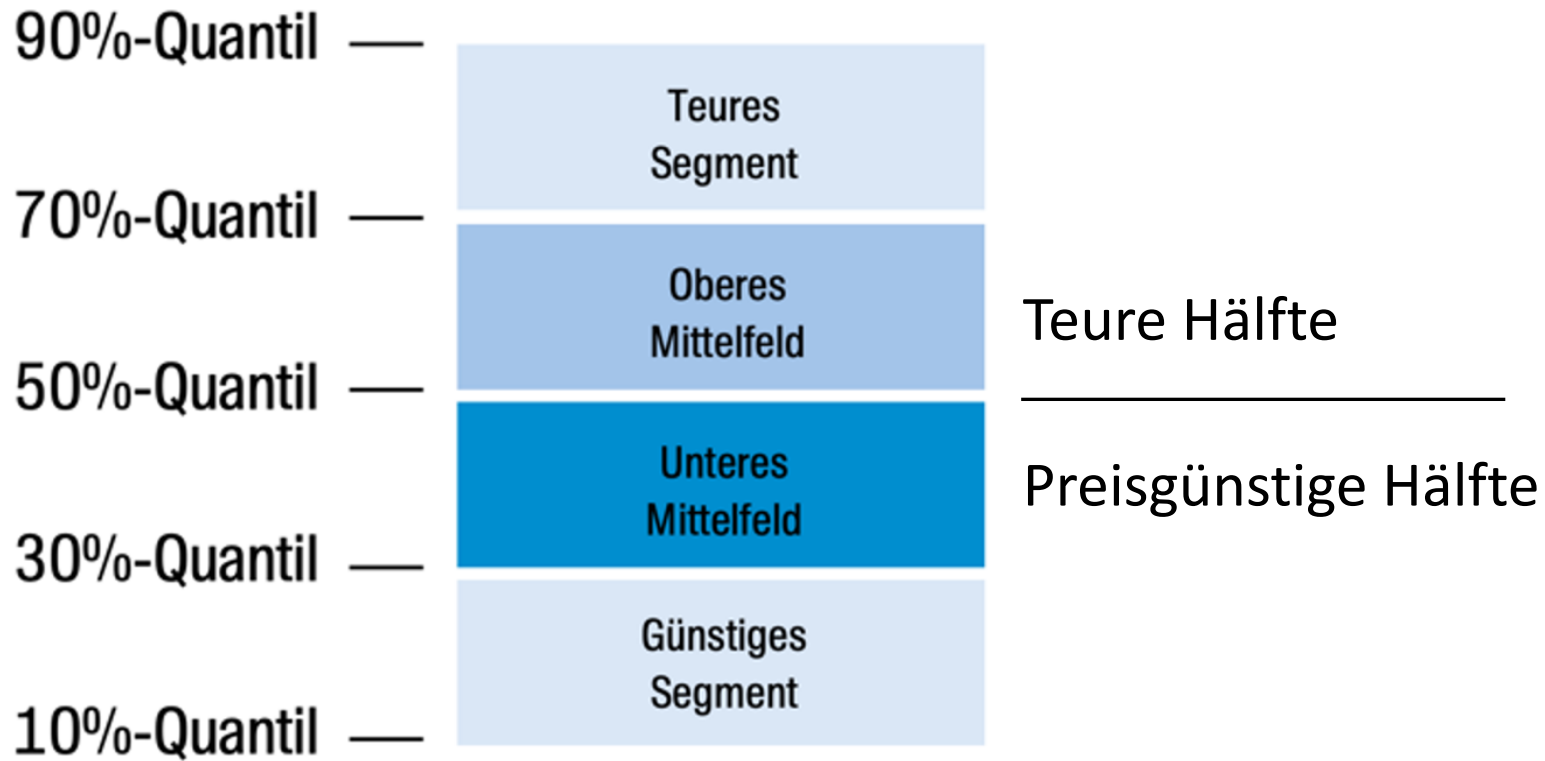 90%-Quantil
Teures
Segment
70%-Quantil
Oberes
Mittelfeld
Teure Hälfte
50%-Quantil
Unteres
Mittelfeld
Preisgünstige Hälfte
30%-Quantil
Günstiges
Segment
10%-Quantil